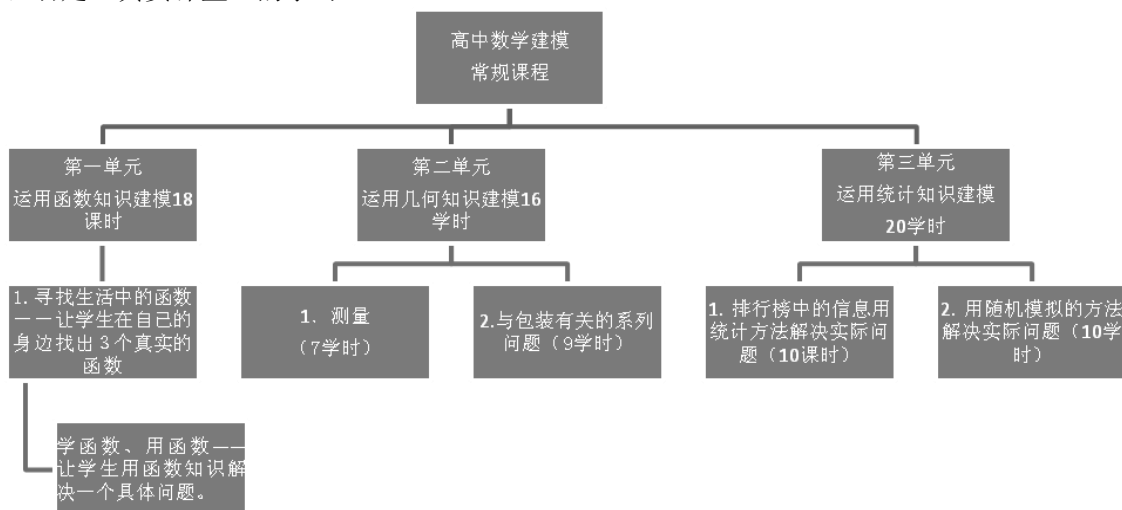 高中数学建模
常规课程
第一单元
运用函数知识建模18
课时
第二单元
运用几何知识建模16
学时
第三单元
运用统计知识建模
20学时
1. 寻找生活中的函数
——让学生在自己的
身边找出3个真实的
函数
1. 测量
（7学时）
2.与包装有关的系列
问题（9学时）
1. 排行榜中的信息用
统计方法解决实际问
题（10课时）
2. 用随机模拟的方法
解决实际问题（10学
时）
学函数、用函数——
让学生用函数知识解
决一个具体问题。